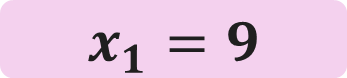 x₁ = 9